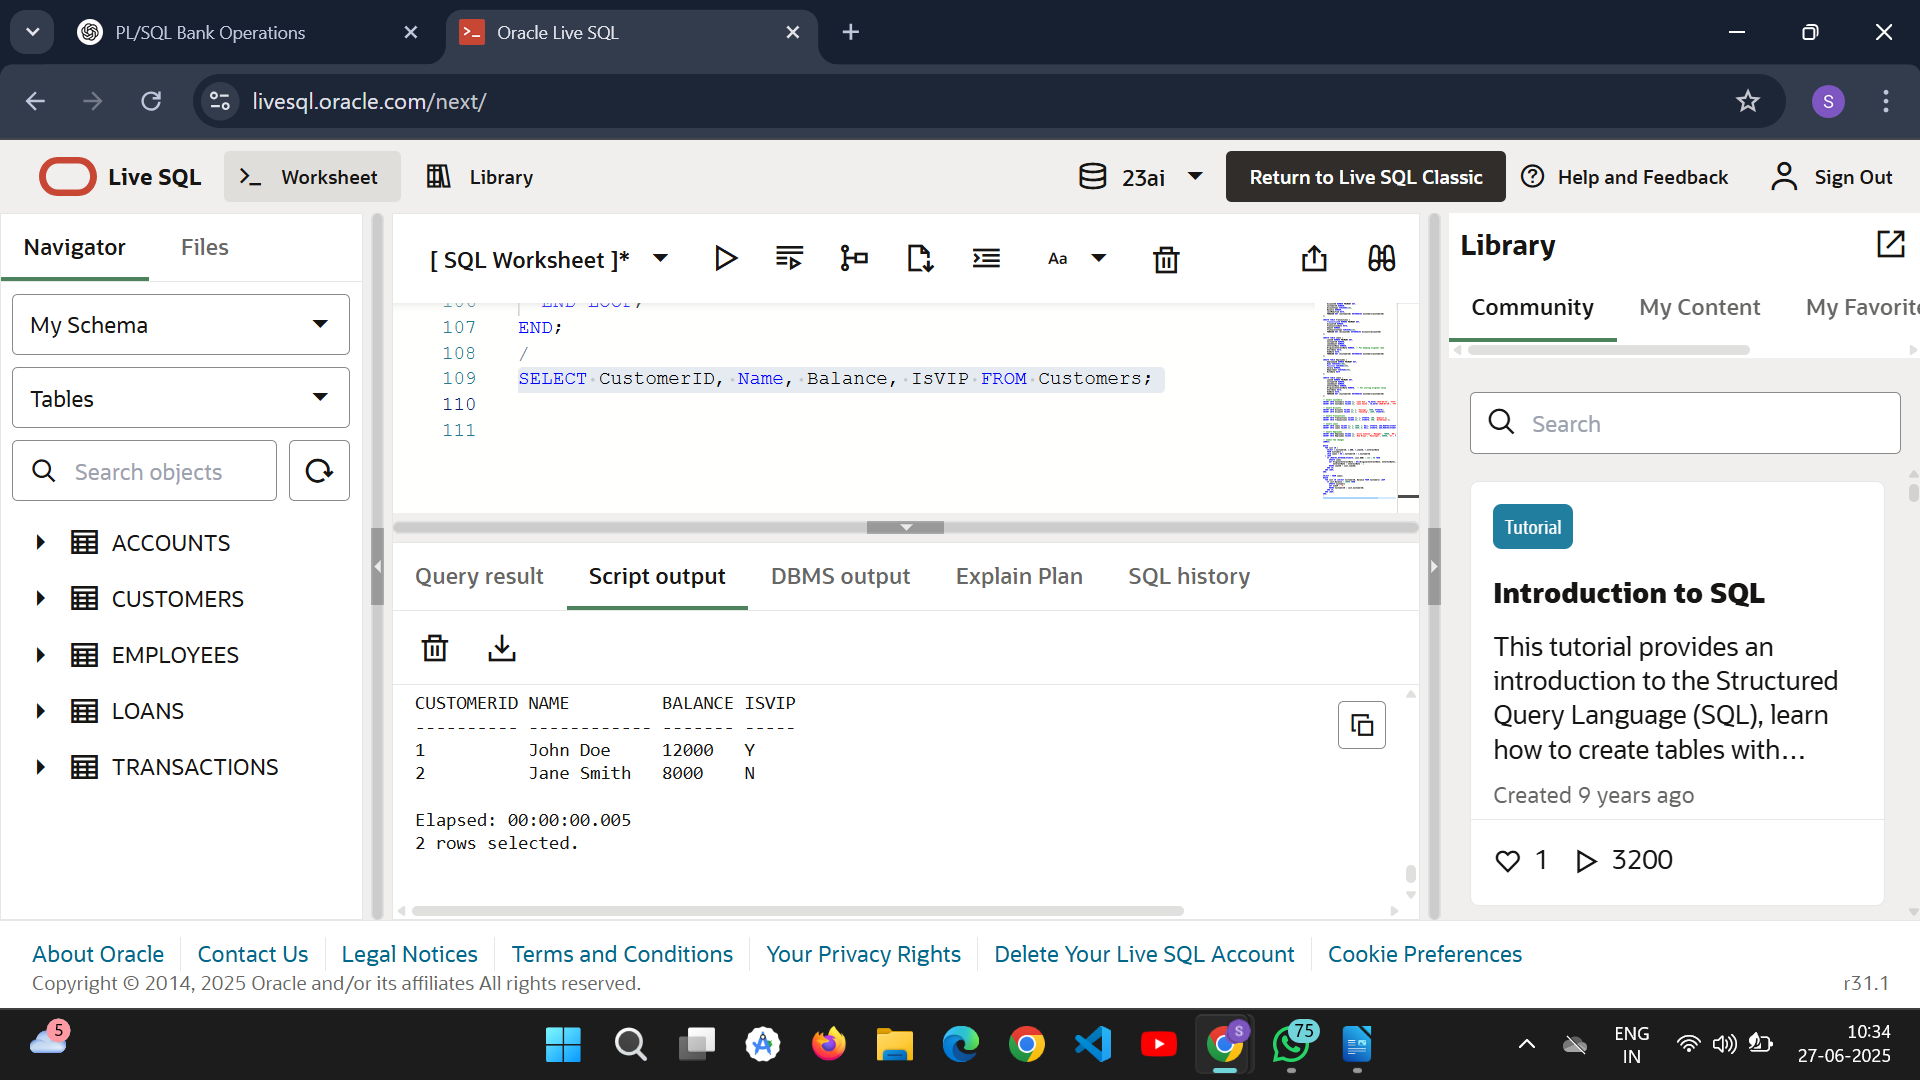 PL/SQL Bank Operations
Oracle Live SQL
livesql.oracle.com/next/
S
Live SQL
Worksheet
Library
23ai
Return to Live SQL Classic
Help and Feedback
Sign Out
Navigator
Files
My Schema
Tables
Search objects
ACCOUNTS
CUSTOMERS
EMPLOYEES
LOANS
TRANSACTIONS
[ SQL Worksheet ]*
Aa
106 END LOOP;
107 END;
108 /
109 SELECT CustomerID, Name, Balance, IsVIP FROM Customers;
110
111
Query result
Script output
DBMS output
Explain Plan
SQL history
CUSTOMERID NAME BALANCE ISVIP
---------- ------------ ------- -----
1 John Doe 12000 Y
2 Jane Smith 8000 N
Elapsed: 00:00:00.005
2 rows selected.
Library
Community
My Content
My Favorite
Search
Tutorial
Introduction to SQL
This tutorial provides an
introduction to the Structured
Query Language (SQL), learn
how to create tables with...
Created 9 years ago
1
3200
About Oracle
Contact Us
Legal Notices
Terms and Conditions
Your Privacy Rights
Delete Your Live SQL Account
Cookie Preferences
Copyright © 2014, 2025 Oracle and/or its affiliates All rights reserved.
r31.1
5
S
75
ENG
IN
10:34
27-06-2025